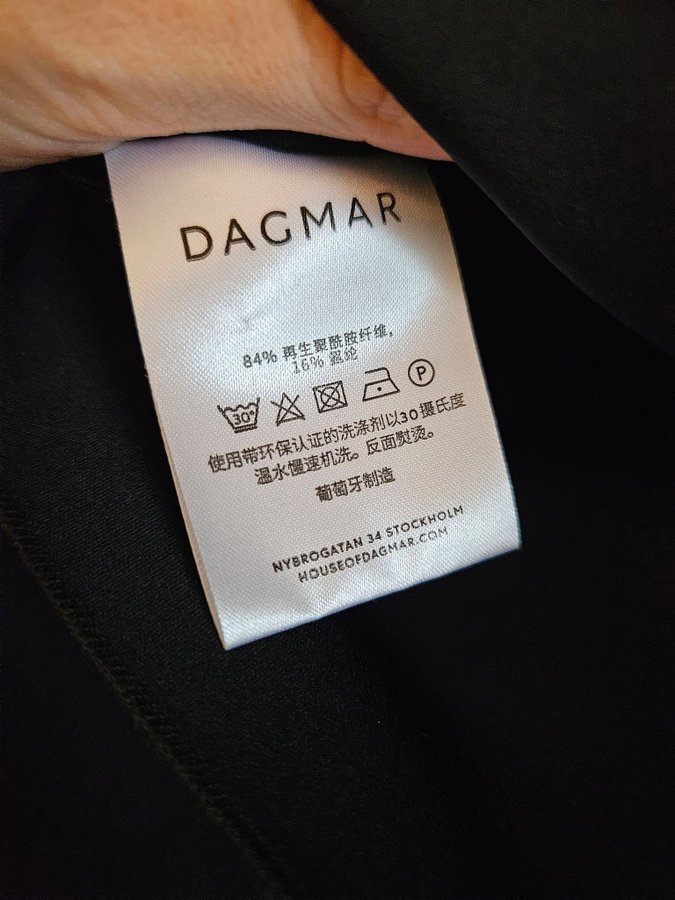 DAGMAR
84% 再生聚酰胺纤维，
16% 氨纶
30°
P
使用带环保认证的洗涤剂以30摄氏度
温水慢速机洗。反面熨烫。
葡萄牙制造
NYBROGATAN 34 STOCKHOLM
HOUSEOFDAGMAR.COM